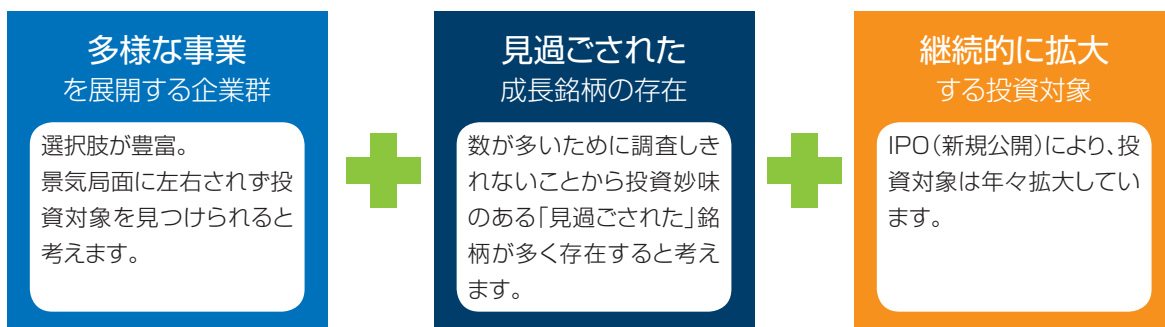 多様な事業
を展開する企業群
選択肢が豊富。
景気局面に左右されず投
資対象を見つけられると
考えます。
見過ごされた
成長銘柄の存在
数が多いために調査しき
れないことから投資妙味
のある「見過ごされた」銘
柄が多く存在すると考え
ます。
継続的に拡大
する投資対象
IPO（新規公開）により、投
資対象は年々拡大してい
ます。